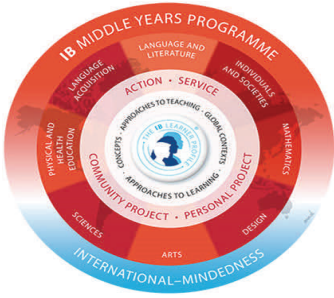 IB MIDDLE YEARS PROGRAMME
LANGUAGE AND
LITERATURE
LANGUAGE
ACQUISITION
INDIVIDUALS
AND SOCIETIES
PHYSICAL AND
HEALTH
EDUCATION
MATHEMATICS
SCIENCES
DESIGN
ARTS
ACTION • SERVICE
COMMUNITY PROJECT • PERSONAL PROJECT
CONCEPTS • APPROACHES TO TEACHING • GLOBAL CONTEXTS
• APPROACHES TO LEARNING •
THE IB LEARNER PROFILE
INTERNATIONAL–MINDEDNESS